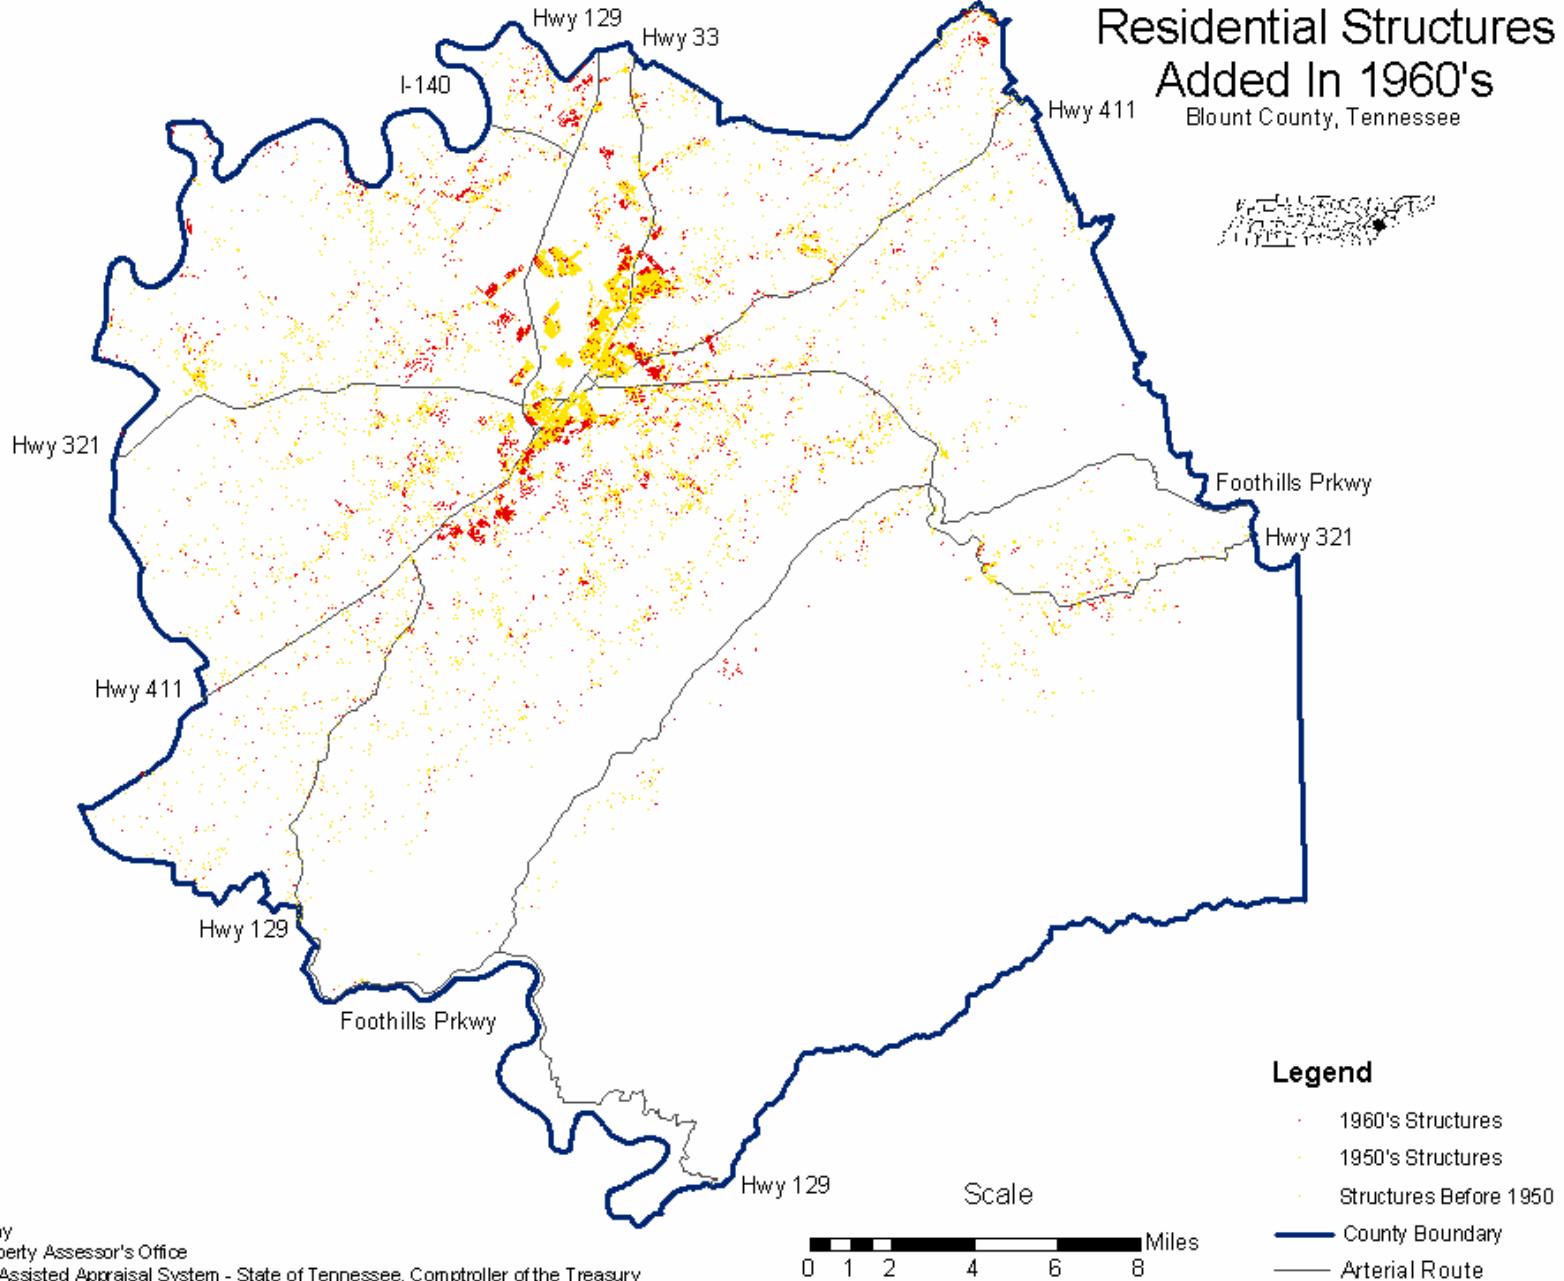 Residential Structures
Added In 1960's
Blount County, Tennessee
Hwy 129
Hwy 33
I-140
Hwy 411
Hwy 321
Foothills Prkwy
Hwy 321
Hwy 411
Hwy 129
Foothills Prkwy
Hwy 129
Legend
1960's Structures
1950's Structures
Structures Before 1950
County Boundary
Arterial Route
Scale
Miles
0 1 2 4 6 8
Assessor's Office
Assisted Appraisal System - State of Tennessee, Comptroller of the Treasury